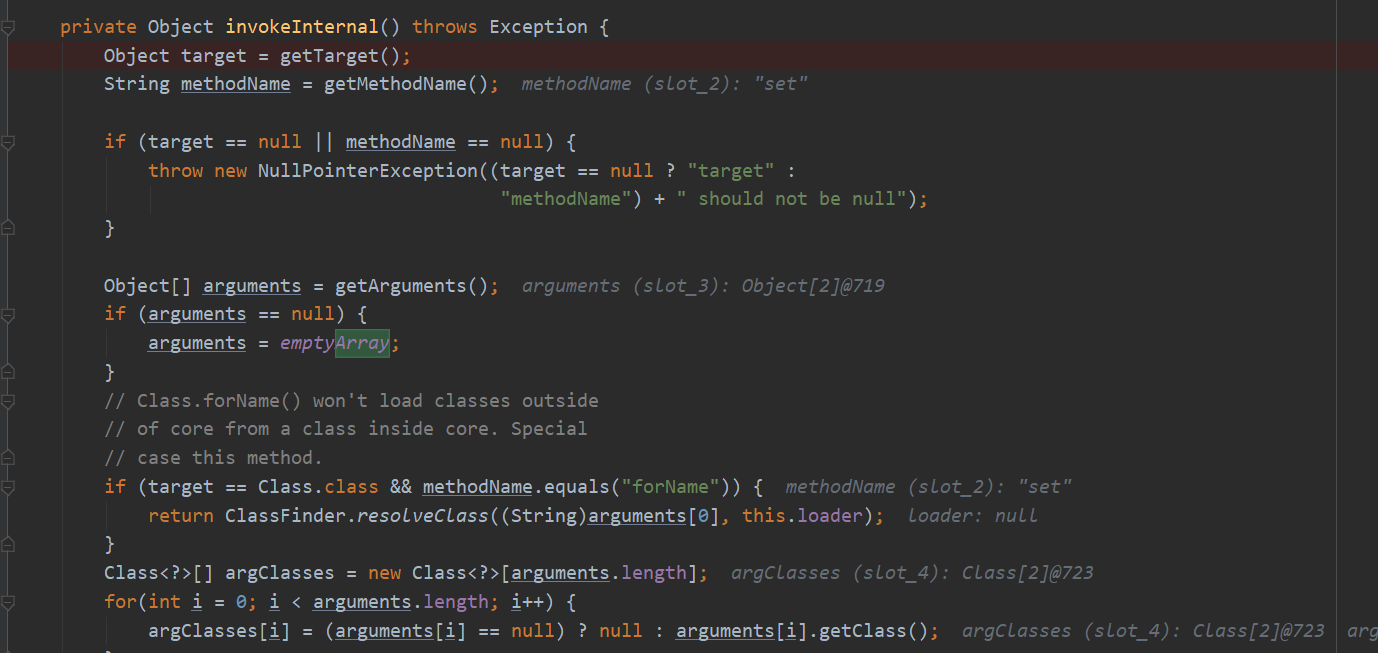 private Object invokeInternal() throws Exception {
Object target = getTarget();
String methodName = getMethodName(); methodName (slot_2): "set"
if (target == null || methodName == null) {
throw new NullPointerException((target == null ? "target" :
"methodName") + " should not be null");
}
Object[] arguments = getArguments(); arguments (slot_3): Object[2]@719
if (arguments == null) {
arguments = emptyArray;
}
// Class.forName() won't load classes outside
// of core from a class inside core. Special
// case this method.
if (target == Class.class && methodName.equals("forName")) { methodName (slot_2): "set"
return ClassFinder.resolveClass((String)arguments[0], this.loader); loader: null
}
Class<?>[] argClasses = new Class<?>[arguments.length]; argClasses (slot_4): Class[2]@723
for(int i = 0; i < arguments.length; i++) {
argClasses[i] = (arguments[i] == null) ? null : arguments[i].getClass(); argClasses (slot_4): Class[2]@723